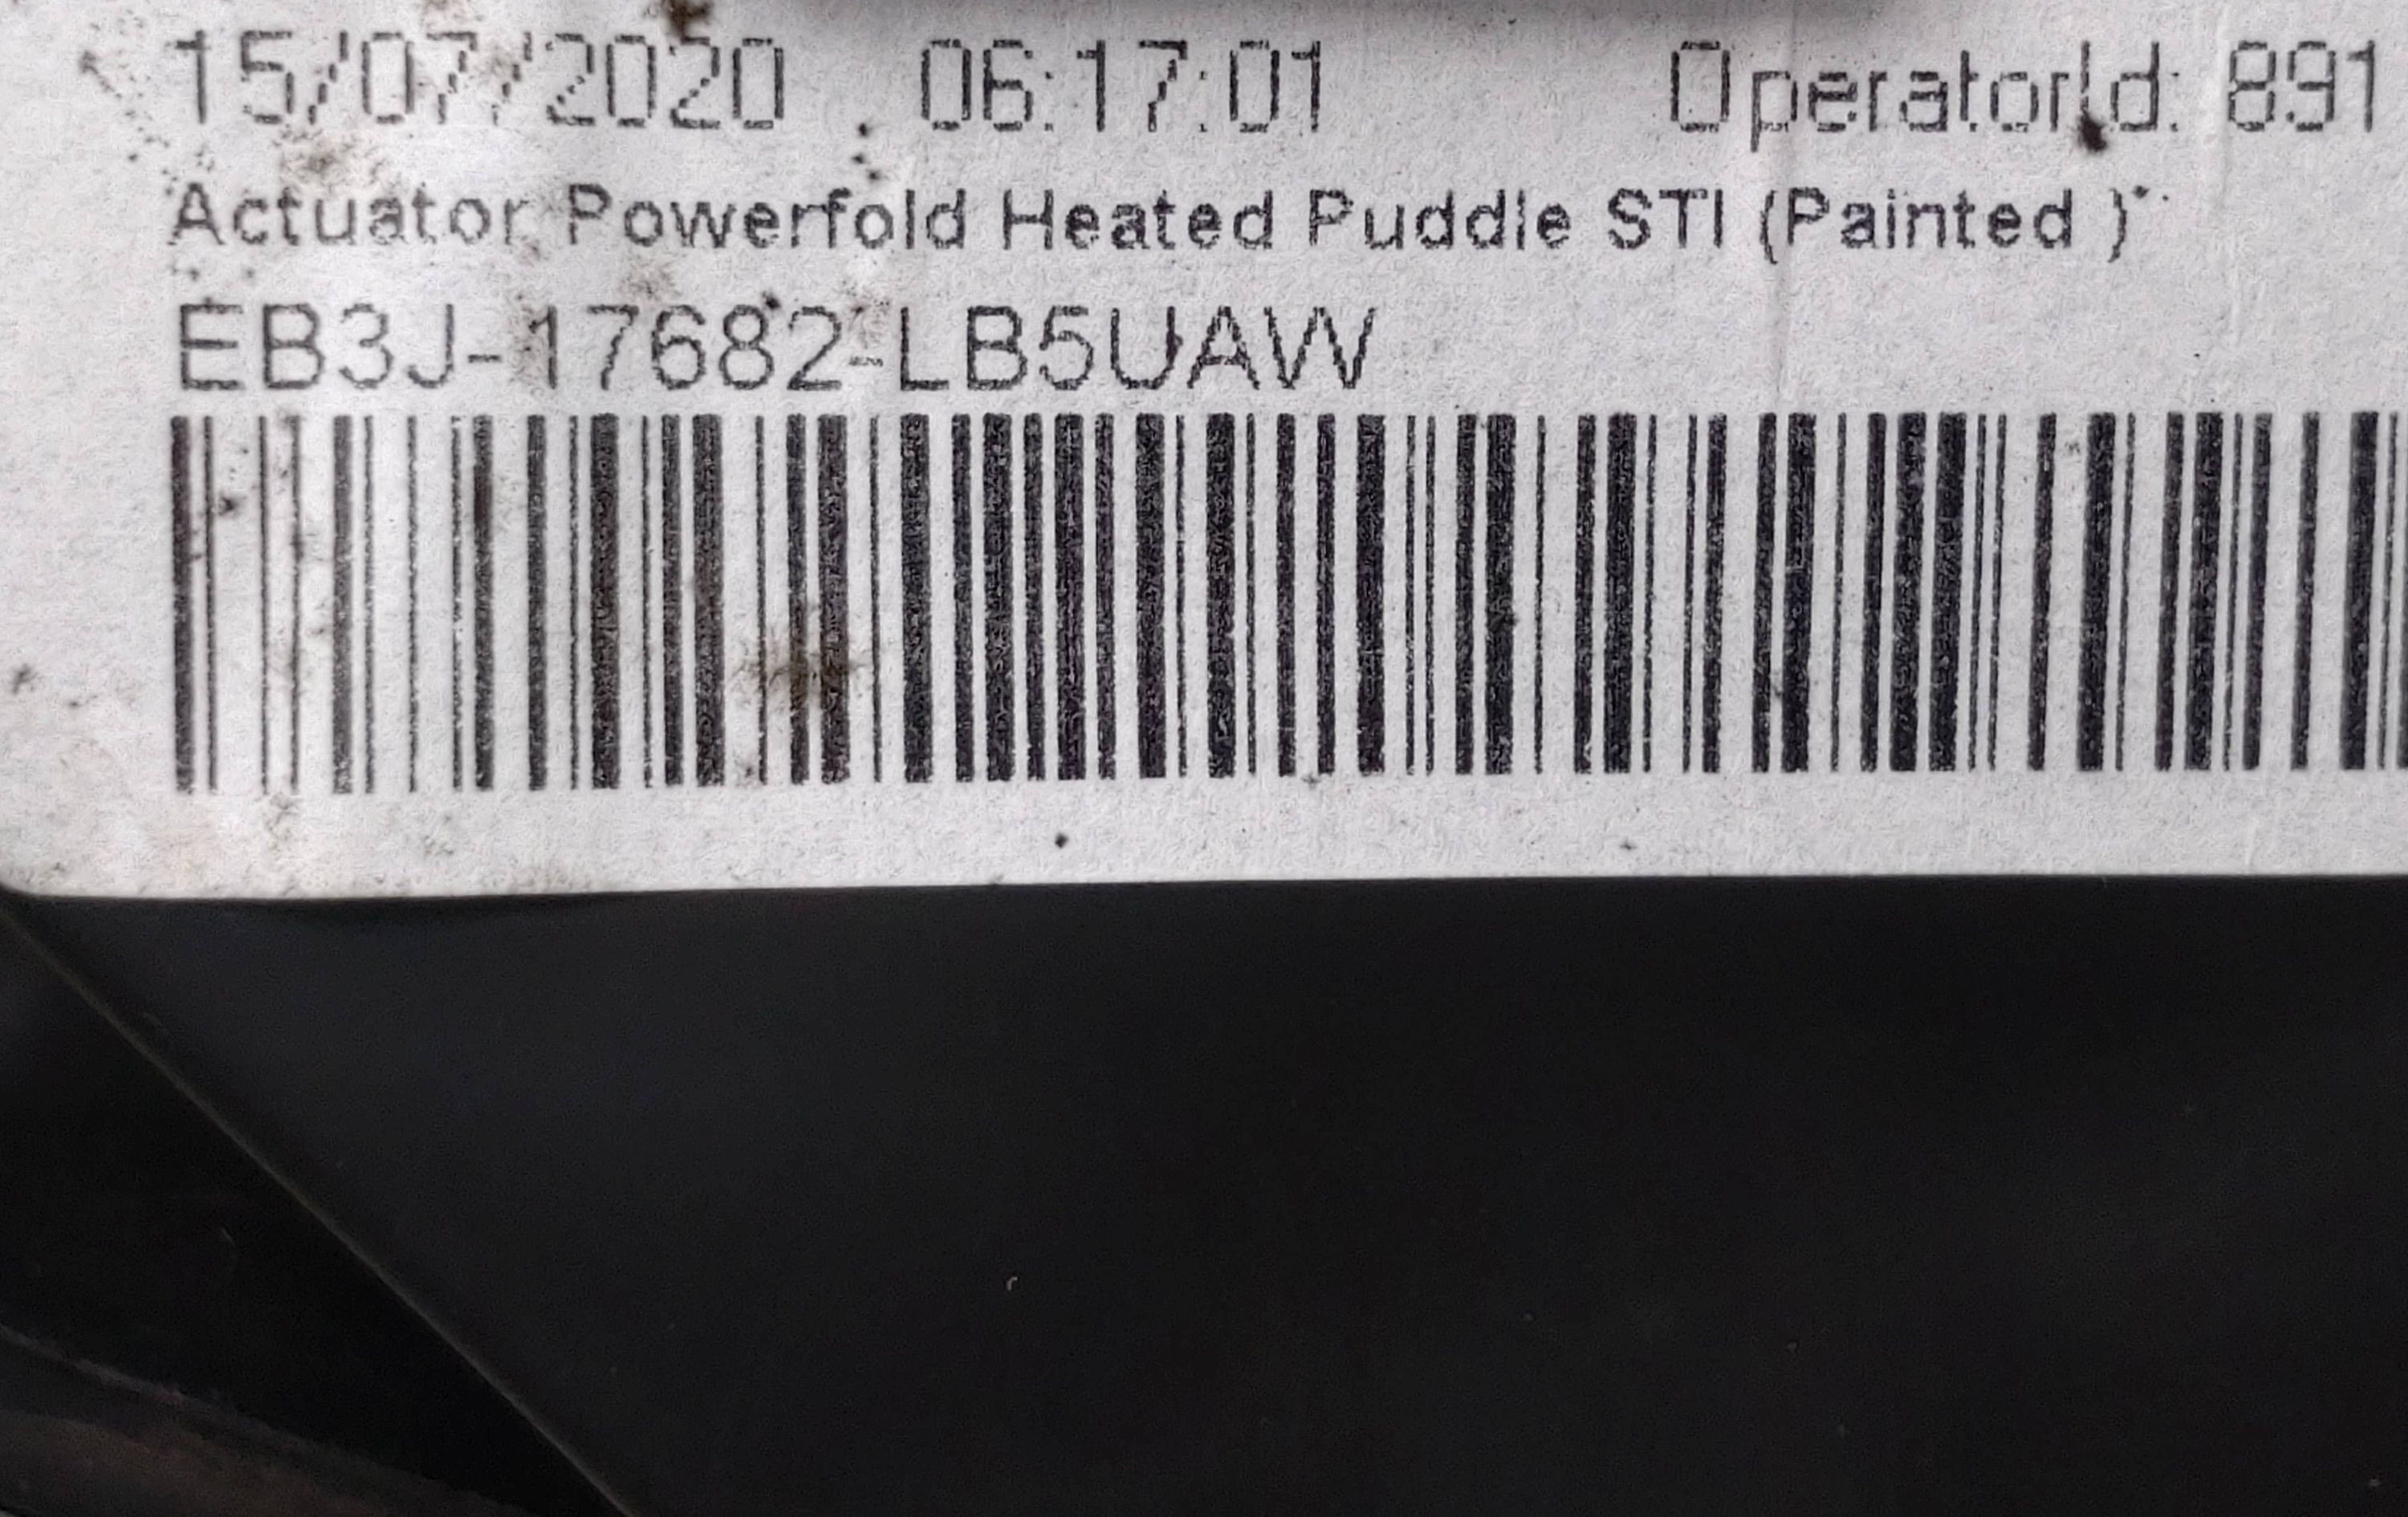 15/07/2020 06:17:01 OperatorId: 891
Actuator Powerfold Heated Puddle STI (Painted )*
EB3J-17682-LB5UAW